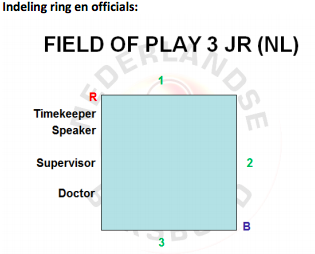 Indeling ring en officials:
FIELD OF PLAY 3 JR (NL)
1
R
Timekeeper
Speaker
Supervisor
2
Doctor
B
3